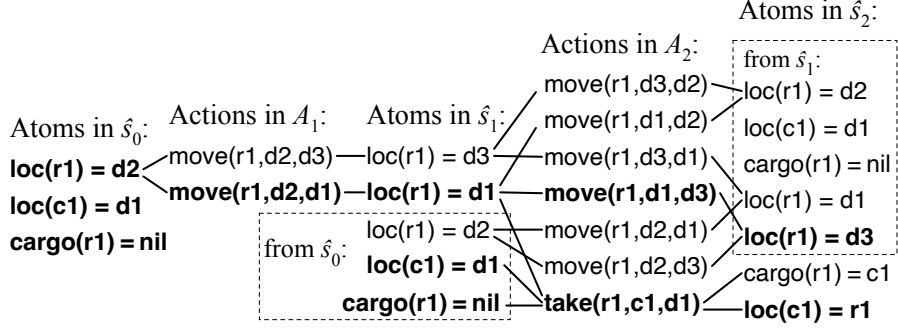 Atoms in ŝ0:
loc(r1) = d2
loc(c1) = d1
cargo(r1) = nil
Actions in A1:
move(r1,d2,d3)
move(r1,d2,d1)
Atoms in ŝ1:
loc(r1) = d3
loc(r1) = d1
from ŝ0:
loc(r1) = d2
loc(c1) = d1
cargo(r1) = nil
Actions in A2:
move(r1,d3,d2)
move(r1,d1,d2)
move(r1,d3,d1)
move(r1,d1,d3)
move(r1,d2,d1)
move(r1,d2,d3)
take(r1,c1,d1)
Atoms in ŝ2:
from ŝ1:
loc(r1) = d2
loc(c1) = d1
cargo(r1) = nil
loc(r1) = d1
loc(r1) = d3
cargo(r1) = c1
loc(c1) = r1